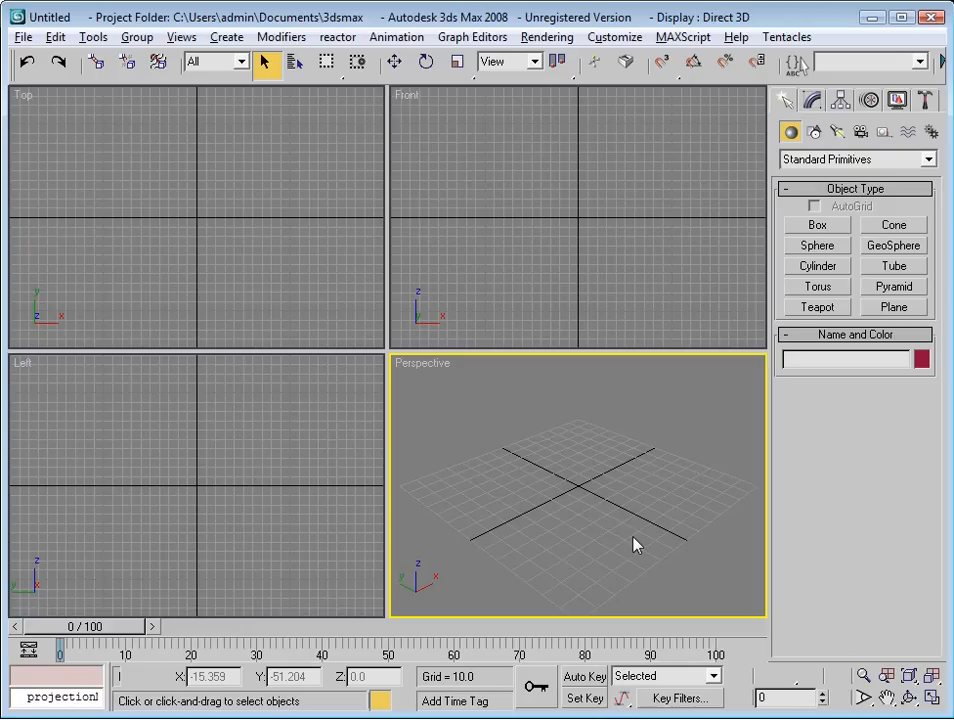 Untitled - Project Folder: C:\Users\admin\Documents\3dsmax - Autodesk 3ds Max 2008 - Unregistered Version - Display : Direct 3D
File Edit Tools Group Views Create Modifiers reactor Animation Graph Editors Rendering Customize MAXScript Help Tentacles
All View ABC
Top Front
Standard Primitives
- Object Type
AutoGrid
Box Cone
Sphere GeoSphere
Cylinder Tube
Torus Pyramid
Teapot Plane
- Name and Color
y z x z y x
Left Perspective
z y x z y x
< 0 / 100 >
0 10 20 30 40 50 60 70 80 90 100
X: -15.359 Y: -51.204 Z: 0.0 Grid = 10.0 Auto Key Selected
projectionl Click or click-and-drag to select objects Add Time Tag Set Key Key Filters... 0